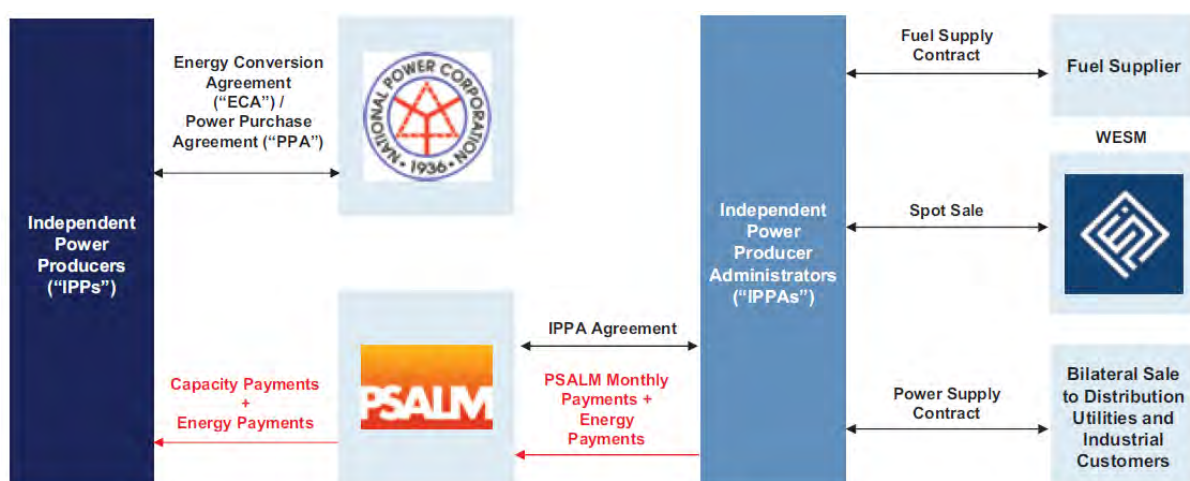 Independent
Power
Producers
(“IPPs”)
Energy Conversion
Agreement
(“ECA”) /
Power Purchase
Agreement (“PPA”)
NATIONAL POWER CORPORATION
• 1936 •
Capacity Payments
+
Energy Payments
PSALM
IPPA Agreement
PSALM Monthly
Payments +
Energy
Payments
Independent
Power
Producer
Administrators
(“IPPAs”)
Fuel Supply
Contract
Fuel Supplier
WESM
Spot Sale
Power Supply
Contract
Bilateral Sale
to Distribution
Utilities and
Industrial
Customers